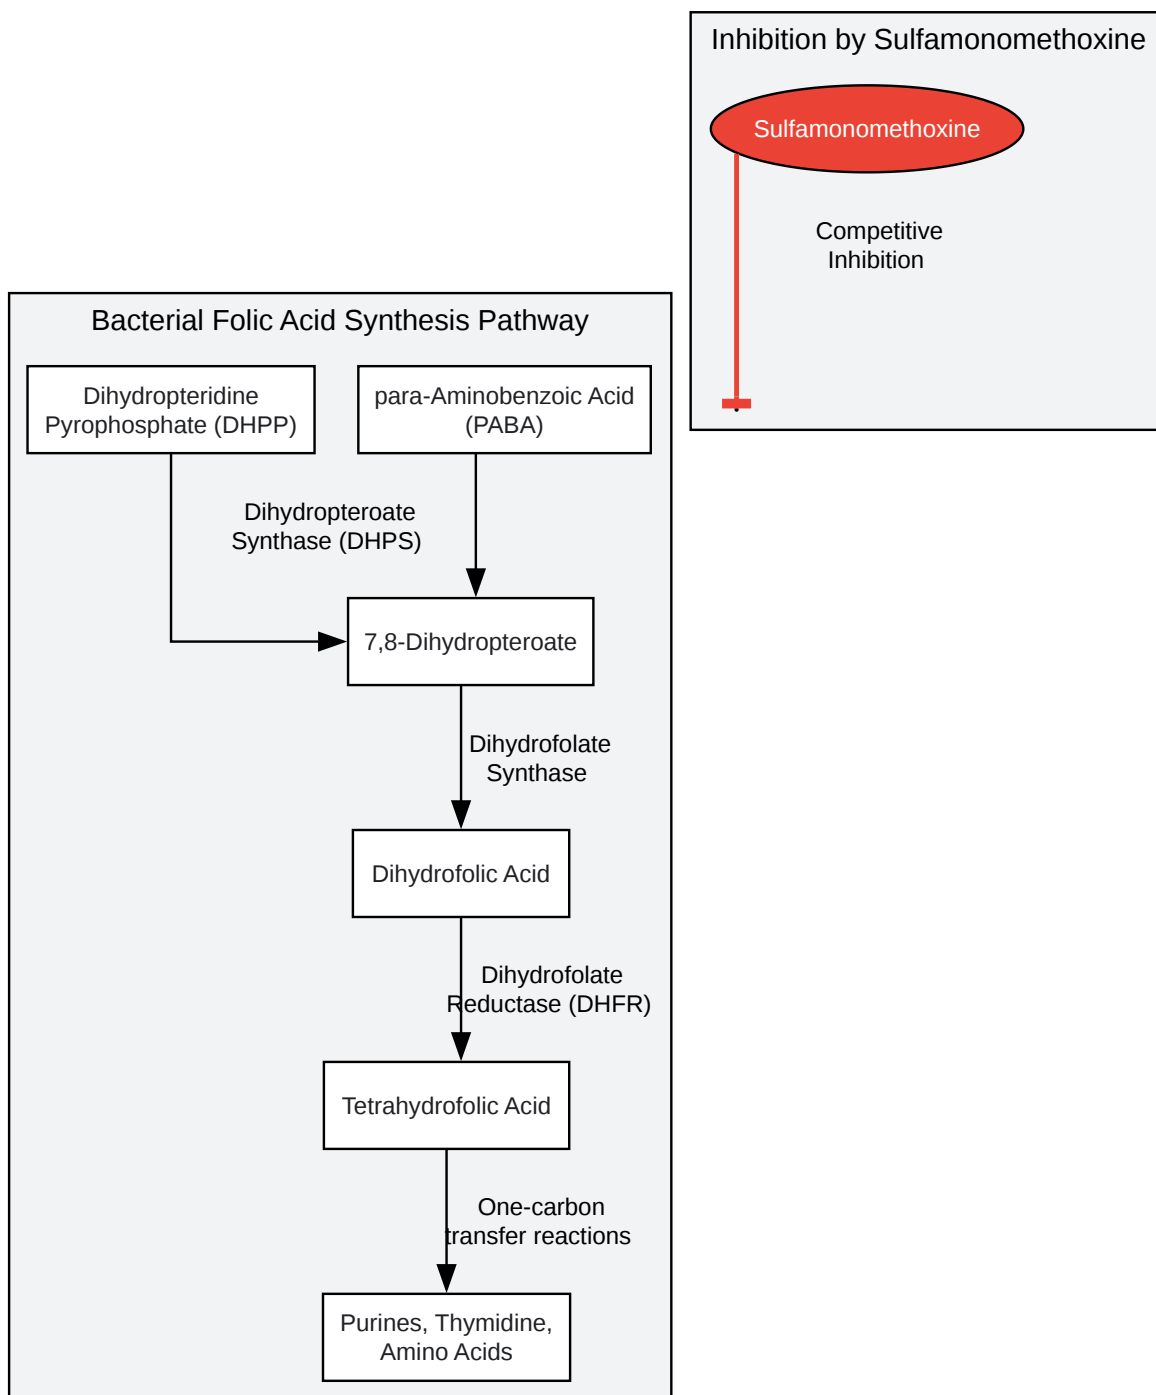 Inhibition by Sulfamonomethoxine
Sulfamonomethoxine
Competitive
Inhibition
Bacterial Folic Acid Synthesis Pathway
Dihydropteridine
Pyrophosphate (DHPP)
para-Aminobenzoic Acid
(PABA)
Dihydropteroate
Synthase (DHPS)
7,8-Dihydropteroate
Dihydrofolate
Synthase
Dihydrofolic Acid
Dihydrofolate
Reductase (DHFR)
Tetrahydrofolic Acid
One-carbon
transfer reactions
Purines, Thymidine,
Amino Acids